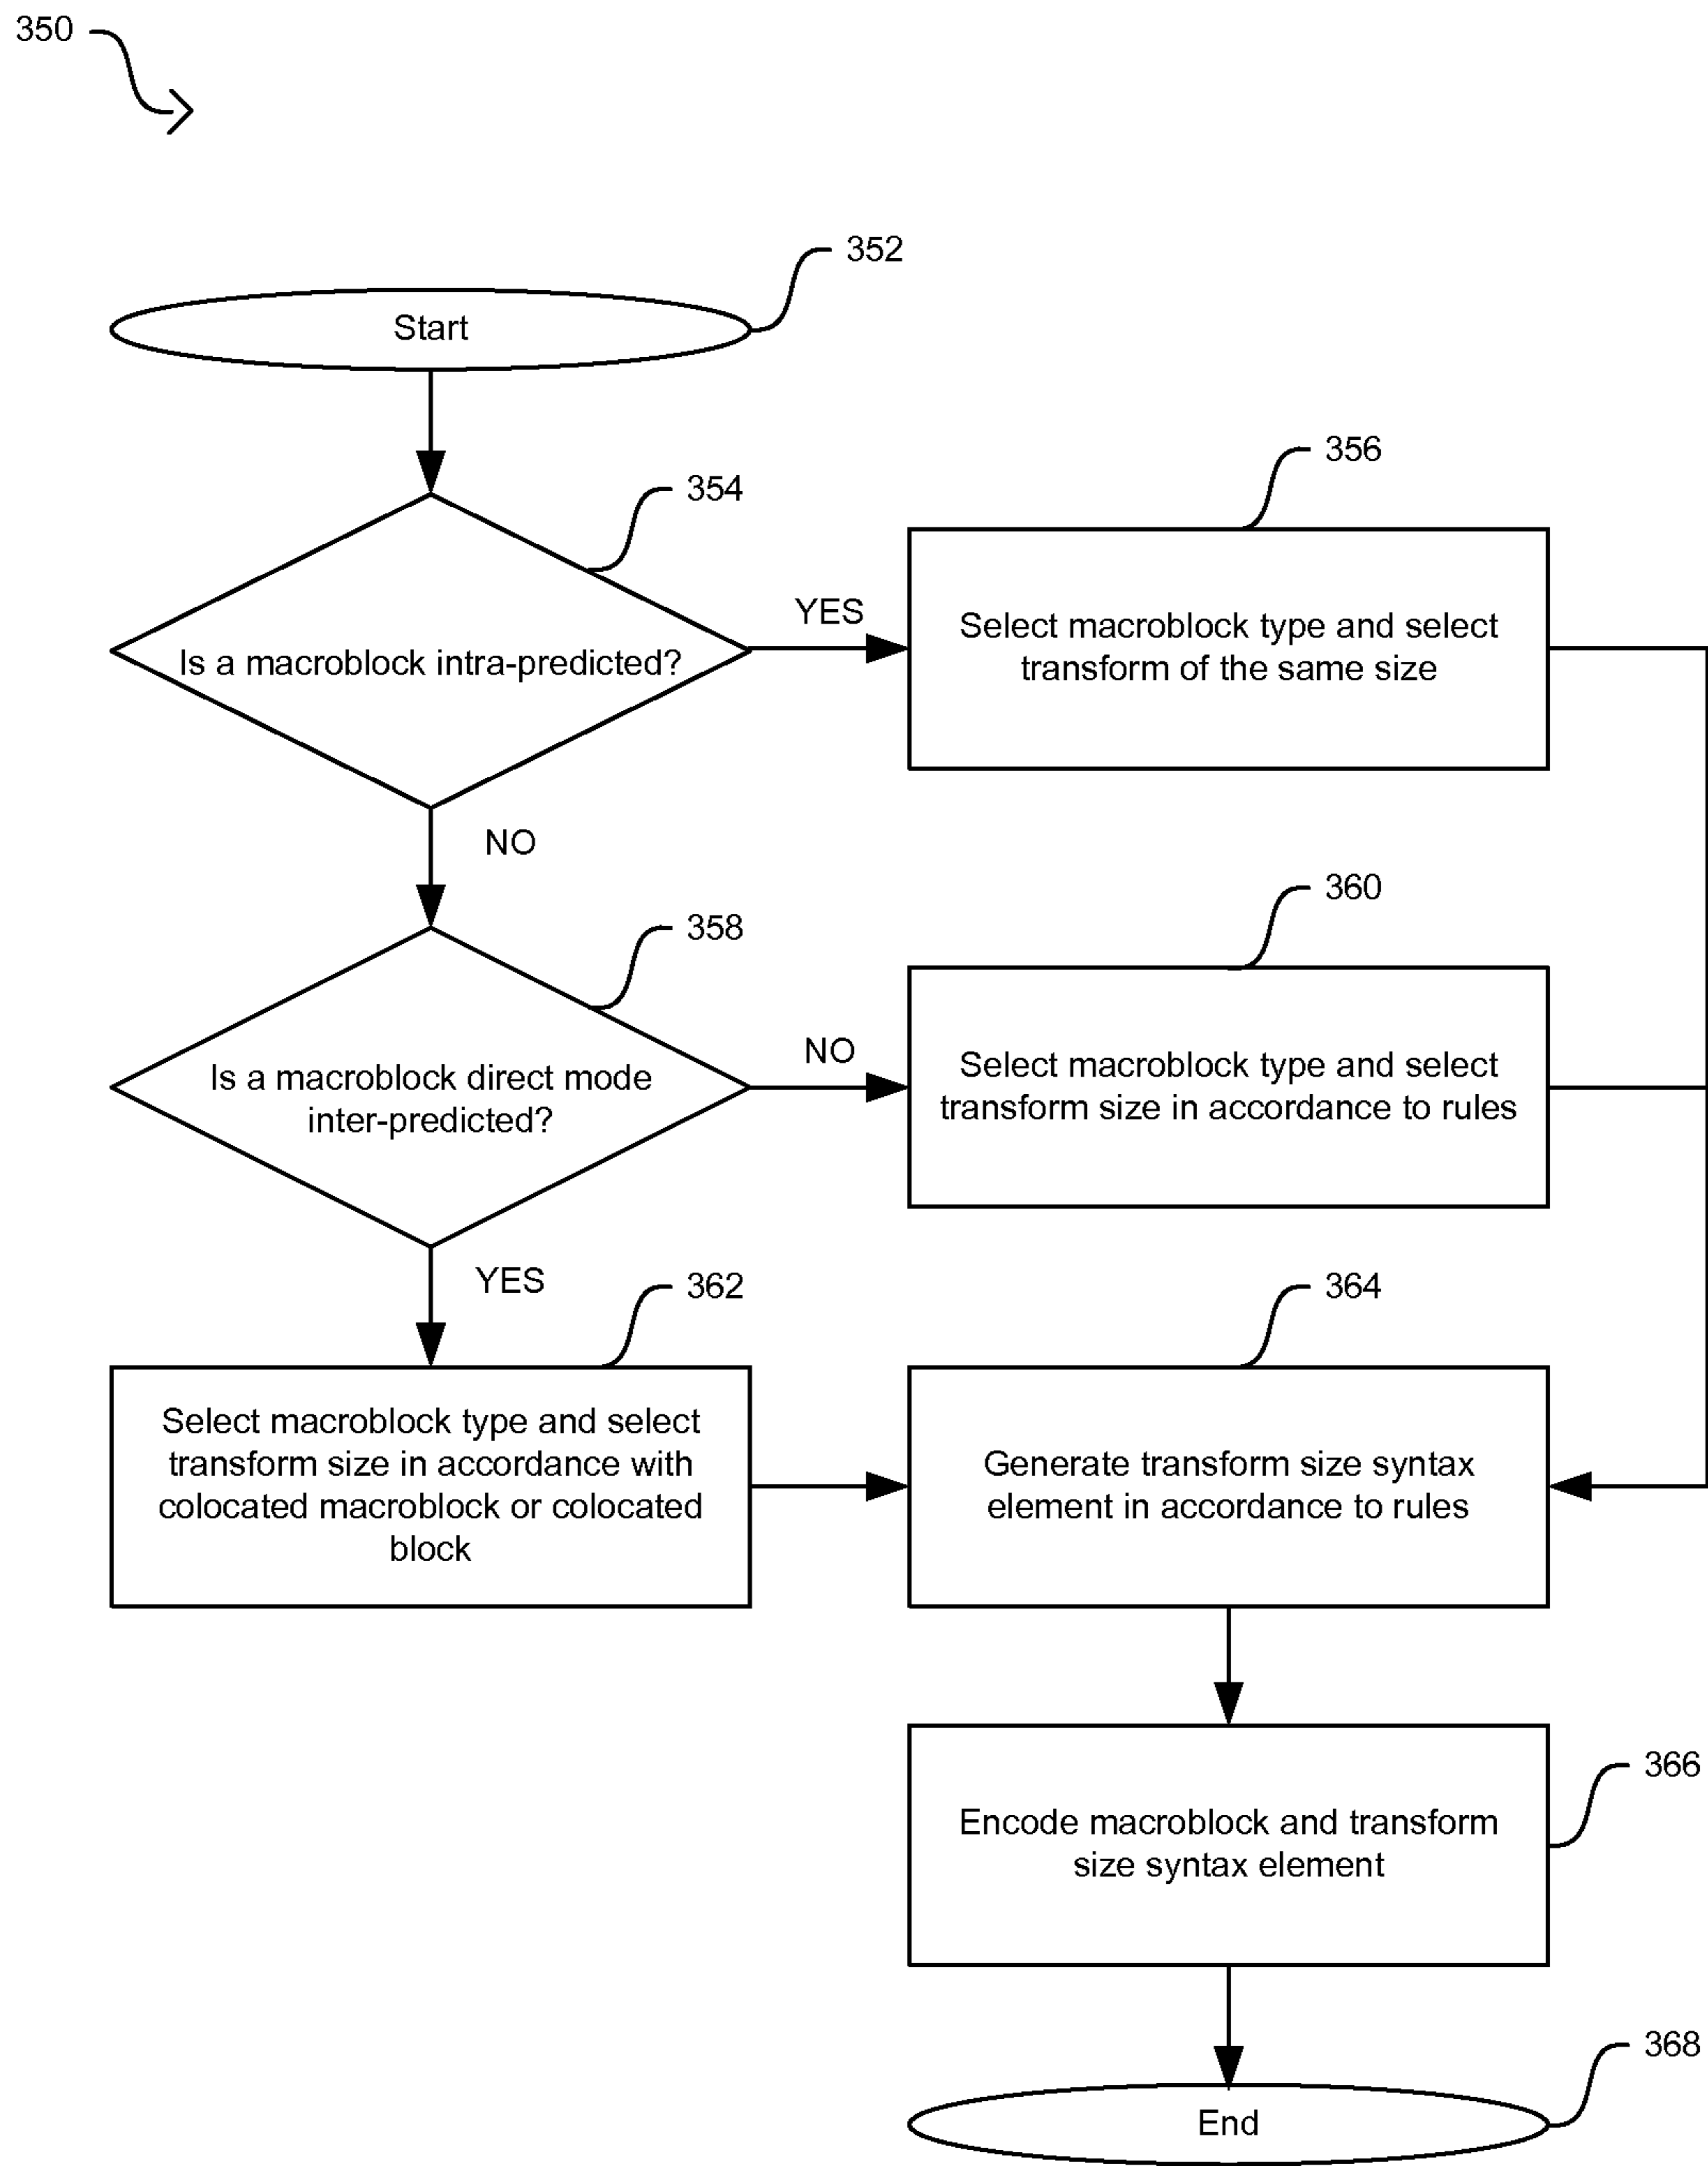 350
352
Start
354
356
Is a macroblock intra-predicted?
YES
Select macroblock type and select
transform of the same size
NO
358
360
Is a macroblock direct mode
inter-predicted?
NO
Select macroblock type and select
transform size in accordance to rules
YES
362
364
Select macroblock type and select
transform size in accordance with
colocated macroblock or colocated
block
Generate transform size syntax
element in accordance to rules
366
Encode macroblock and transform
size syntax element
368
End